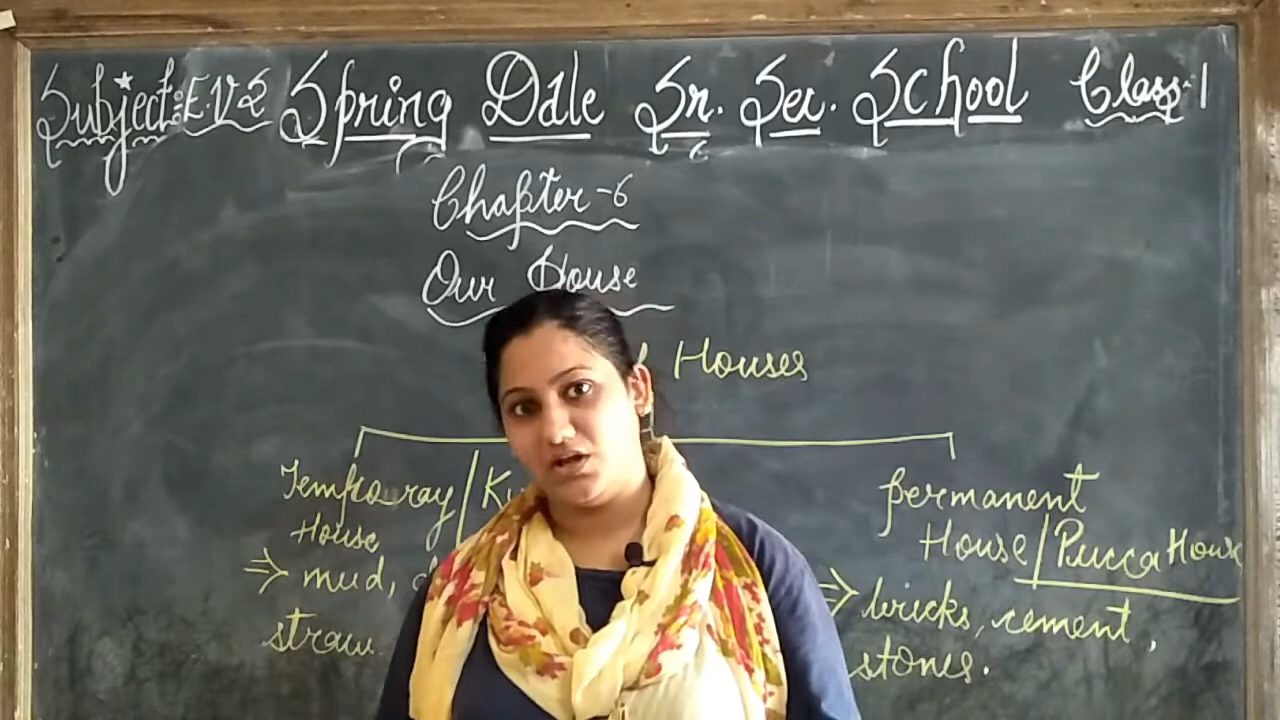 Subject:E.V.S Spring Dale Sr. Sec. School Class-1
Chapter-6
Our House
Houses
Temporay/
House
⇒ mud,
straw.
permanent
House/Pucca House
⇒ bricks, cement,
stones.